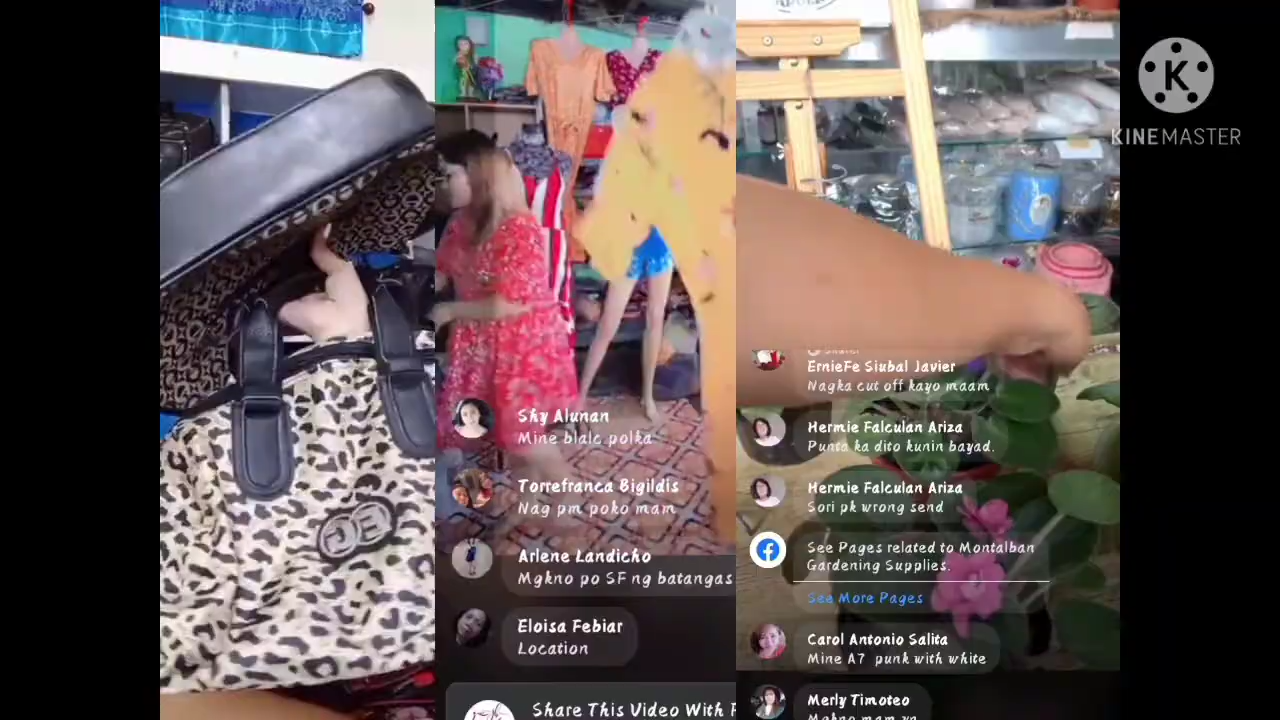 KINEMASTER
Sky Alunan
Mine blalc polka
Torrefranca Bigildis
Nag pm poko mam
Arlene Landicho
Mgkno po SF ng batangas
Eloisa Febiar
Location
Share This Video With
ErnieFe Siubal Javier
Nagka cut off kayo maam
Hermie Falculan Ariza
Punta ka dito kunin bayad.
Hermie Falculan Ariza
Sori pk wrong send
See Pages related to Montalban
Gardening Supplies.
See More Pages
Carol Antonio Salita
Mine A7 punk with white
Merly Timoteo